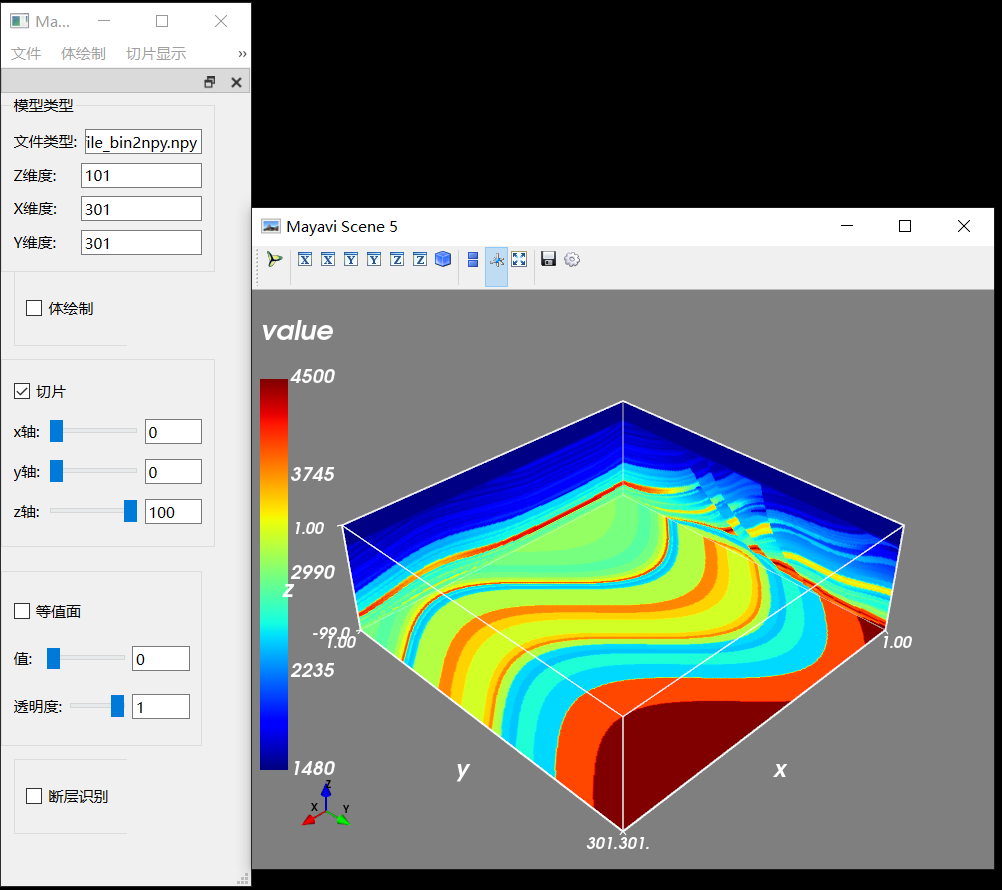 Ma...
文件 体绘制 切片显示 »
模型类型
文件类型: file_bin2npy.npy
Z维度: 101
X维度: 301
Y维度: 301
体绘制
切片
x轴: 0
y轴: 0
z轴: 100
等值面
值: 0
透明度: 1
断层识别
Mayavi Scene 5
X X Y Y Z Z
value
4500
3745
2990
2235
1480
1.00
z
-99.0
1.00
1.00
y
x
301.301.
Z
X
Y